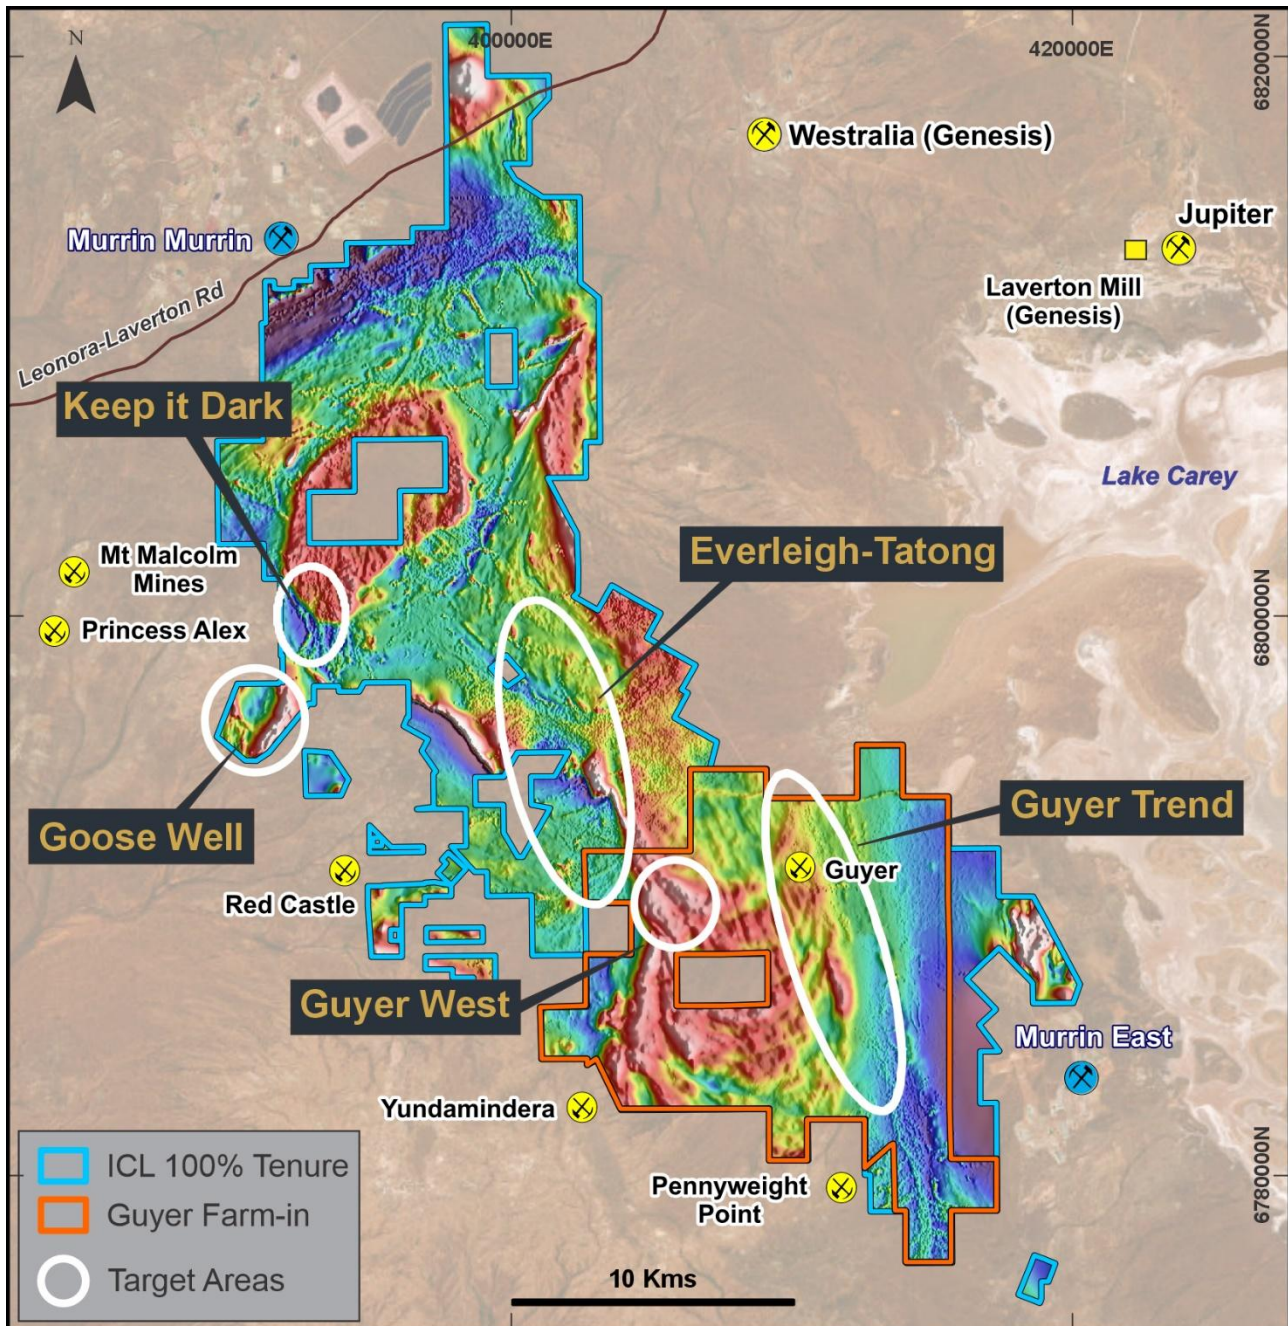 N
400000E
420000E
6820000N
Westralia (Genesis)
Murrin Murrin
Jupiter
Laverton Mill
(Genesis)
Leonora-Laverton Rd
Keep it Dark
Lake Carey
Everleigh-Tatong
Mt Malcolm
Mines
Princess Alex
6800000N
Goose Well
Guyer Trend
Guyer
Red Castle
Guyer West
Murrin East
Yundamindera
Pennyweight
Point
6780000N
ICL 100% Tenure
Guyer Farm-in
Target Areas
10 Kms